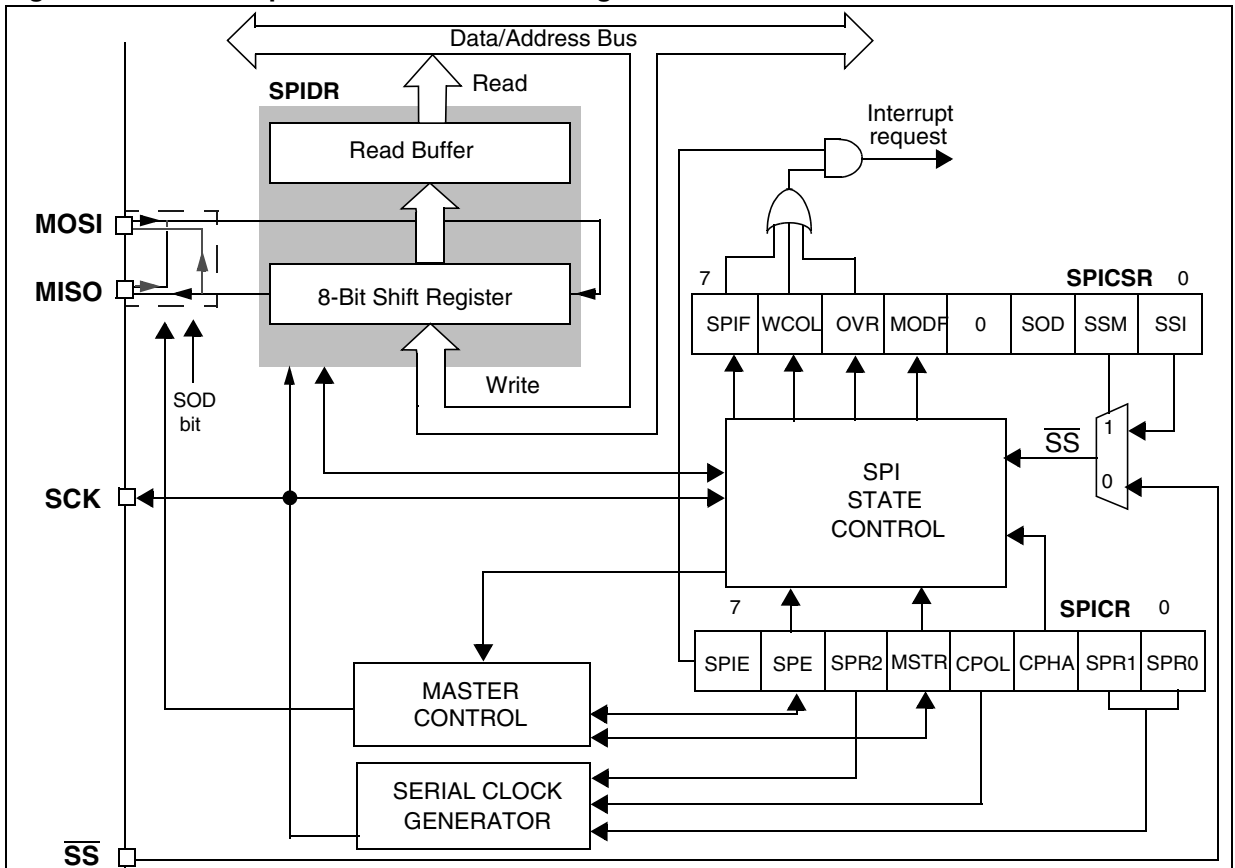 Data/Address Bus
SPIDR
Read
Read Buffer
Interrupt
request
MOSI
MISO
8-Bit Shift Register
Write
SOD
bit
7
SPICSR
0
SPIF
WCOL
OVR
MODF
0
SOD
SSM
SSI
1
SS
0
SPI
STATE
CONTROL
SCK
7
SPICR
0
SPIE
SPE
SPR2
MSTR
CPOL
CPHA
SPR1
SPR0
MASTER
CONTROL
SERIAL CLOCK
GENERATOR
SS